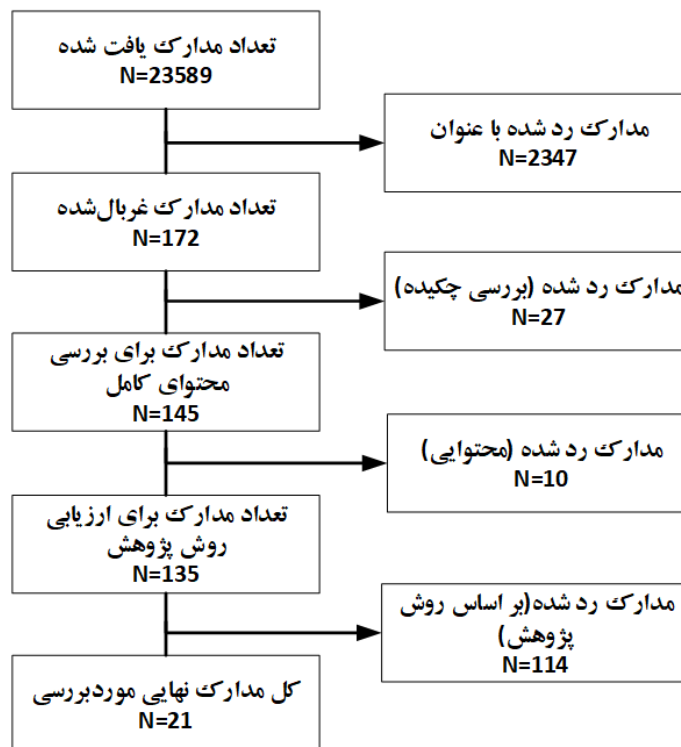 تعداد مدارک یافت شده
N=23589
مدارک رد شده با عنوان
N=2347
تعداد مدارک غربال‌شده
N=172
مدارک رد شده (بررسی چکیده)
N=27
تعداد مدارک برای بررسی
محتوای کامل
N=145
مدارک رد شده (محتوایی)
N=10
تعداد مدارک برای ارزیابی
روش پژوهش
N=135
مدارک رد شده(بر اساس روش
پژوهش)
N=114
کل مدارک نهایی موردبررسی
N=21